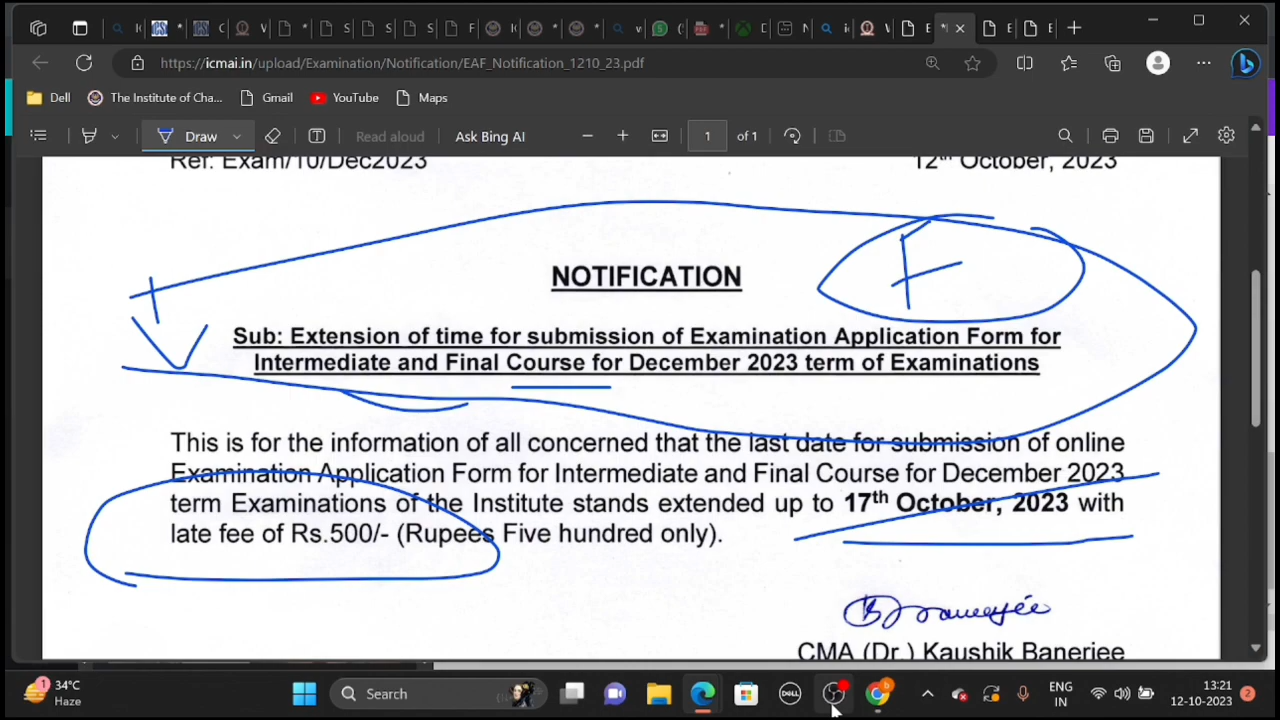 https://icmai.in/upload/Examination/Notification/EAF_Notification_1210_23.pdf
Dell
The Institute of Cha...
Gmail
YouTube
Maps
Draw
Read aloud
Ask Bing AI
1
of 1
Ref: Exam/10/Dec2023
12th October, 2023
F
NOTIFICATION
Sub: Extension of time for submission of Examination Application Form for
Intermediate and Final Course for December 2023 term of Examinations
This is for the information of all concerned that the last date for submission of online
Examination Application Form for Intermediate and Final Course for December 2023
term Examinations of the Institute stands extended up to 17th October, 2023 with
late fee of Rs.500/- (Rupees Five hundred only).
CMA (Dr.) Kaushik Banerjee
1
34°C
Haze
Search
DELL
ENG
IN
13:21
12-10-2023
2